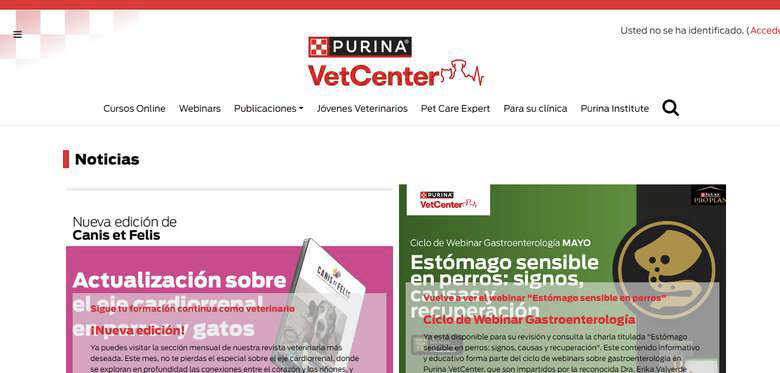 Usted no se ha identificado. (Accede
PURINA
VetCenter
Cursos Online Webinars Publicaciones Jóvenes Veterinarios Pet Care Expert Para su clínica Purina Institute
Noticias
Nueva edición de
Canis et Felis
Actualización sobre
el eje cardiorrenal
en perros y gatos
CANIS ET FELIS
Sigue tu formación continua como veterinario
¡Nueva edición!
Ya puedes visitar la sección mensual de nuestra revista veterinaria más
deseada. Este mes, no te pierdas el especial sobre el eje cardiorrenal, donde
se exploran en profundidad las conexiones entre el corazón y los riñones, y
PURINA
VetCenter
PURINA
PRO PLAN
Ciclo de Webinar Gastroenterología MAYO
Estómago sensible
en perros: signos,
causas y
recuperación
Vuelve a ver el webinar "Estómago sensible en perros"
Ciclo de Webinar Gastroenterología
Ya está disponible para su revisión y consulta la charla titulada "Estómago
sensible en perros: signos, causas y recuperación". Este contenido informativo
y educativo forma parte del ciclo de webinars sobre gastroenterología en
Purina VetCenter, que son impartidos por la reconocida Dra. Erika Valverde